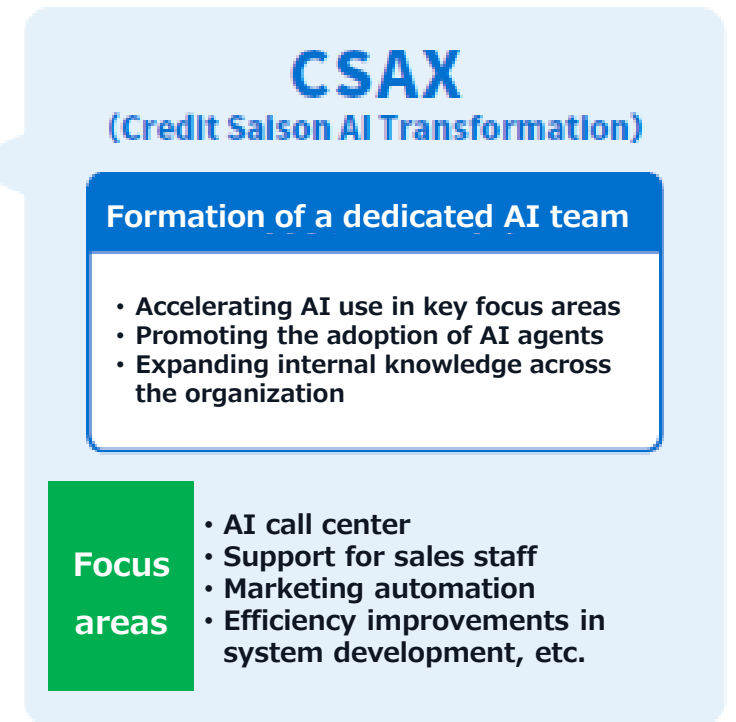 CSAX
(Credit Saison AI Transformation)
Formation of a dedicated AI team
・Accelerating AI use in key focus areas
・Promoting the adoption of AI agents
・Expanding internal knowledge across
the organization
Focus
areas
・AI call center
・Support for sales staff
・Marketing automation
・Efficiency improvements in
system development, etc.